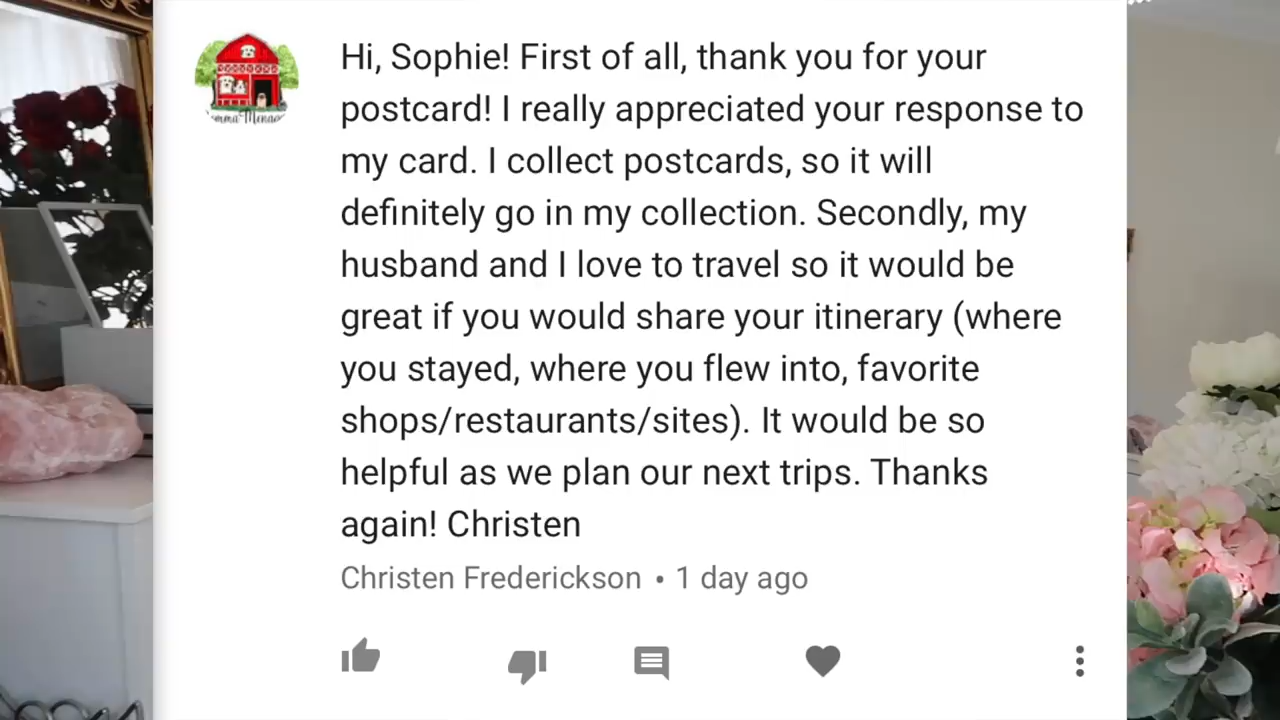 Hi, Sophie! First of all, thank you for your
postcard! I really appreciated your response to
my card. I collect postcards, so it will
definitely go in my collection. Secondly, my
husband and I love to travel so it would be
great if you would share your itinerary (where
you stayed, where you flew into, favorite
shops/restaurants/sites). It would be so
helpful as we plan our next trips. Thanks
again! Christen
Christen Frederickson • 1 day ago